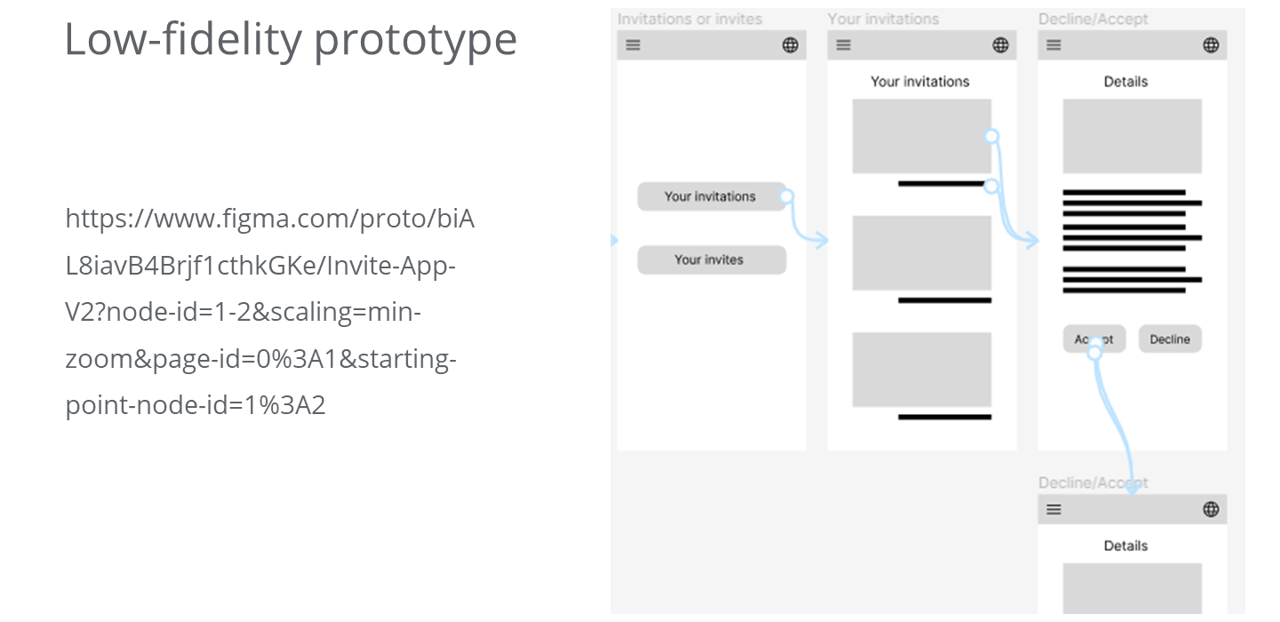 Low-fidelity prototype
https://www.figma.com/proto/biA
L8iavB4Brjf1cthkGKe/Invite-App-
V2?node-id=1-2&scaling=min-
zoom&page-id=0%3A1&starting-
point-node-id=1%3A2
Invitations or invites
Your invitations
Your invites
Your invitations
Your invitations
Decline/Accept
Details
Accept
Decline
Decline/Accept
Details